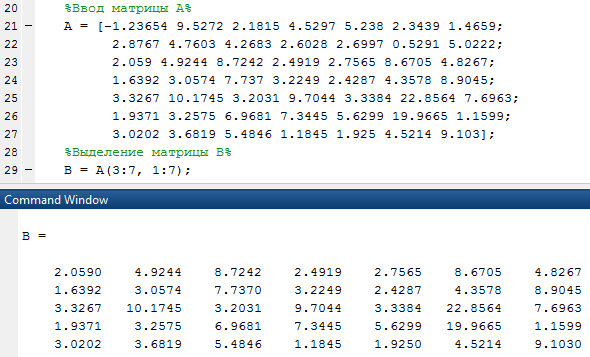 20 %Ввод матрицы A%
21 — A = [-1.23654 9.5272 2.1815 4.5297 5.238 2.3439 1.4659;
22 2.8767 4.7603 4.2683 2.6028 2.6997 0.5291 5.0222;
23 2.059 4.9244 8.7242 2.4919 2.7565 8.6705 4.8267;
24 1.6392 3.0574 7.737 3.2249 2.4287 4.3578 8.9045;
25 3.3267 10.1745 3.2031 9.7044 3.3384 22.8564 7.6963;
26 1.9371 3.2575 6.9681 7.3445 5.6299 19.9665 1.1599;
27 3.0202 3.6819 5.4846 1.1845 1.925 4.5214 9.103];
28 %Выделение матрицы B%
29 — B = A(3:7, 1:7);
Command Window
B =
2.0590 4.9244 8.7242 2.4919 2.7565 8.6705 4.8267
1.6392 3.0574 7.7370 3.2249 2.4287 4.3578 8.9045
3.3267 10.1745 3.2031 9.7044 3.3384 22.8564 7.6963
1.9371 3.2575 6.9681 7.3445 5.6299 19.9665 1.1599
3.0202 3.6819 5.4846 1.1845 1.9250 4.5214 9.1030